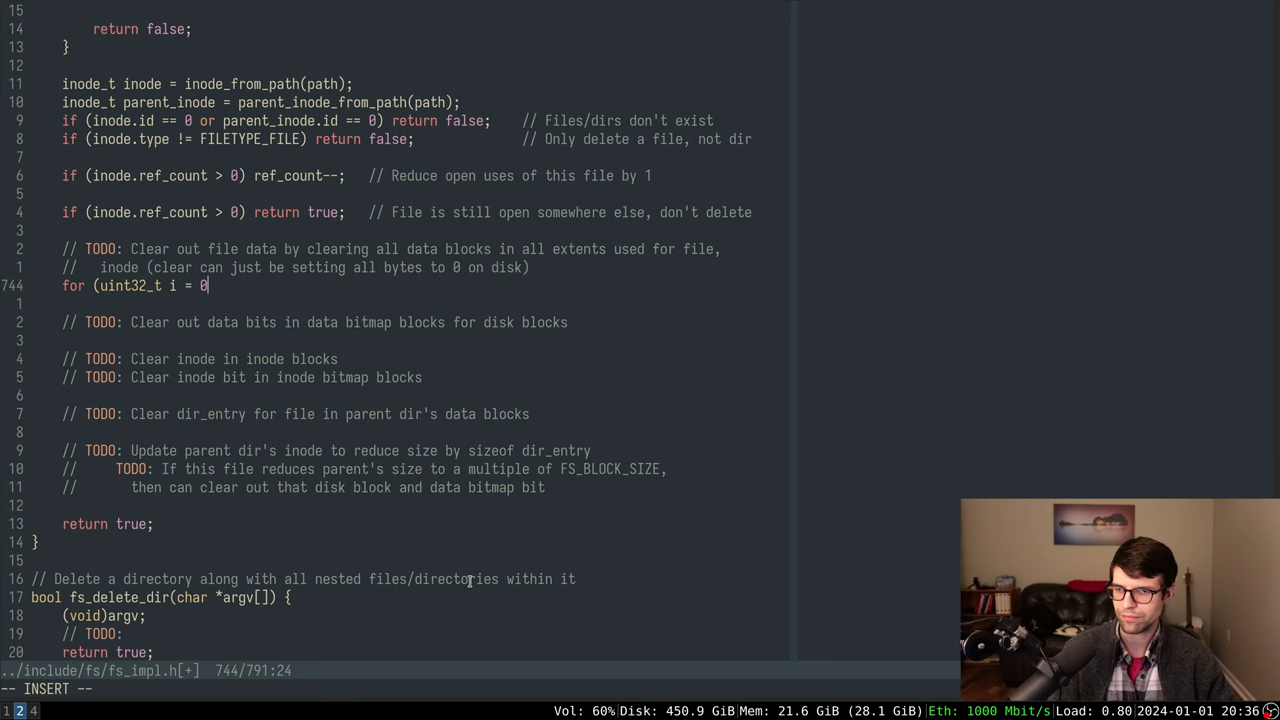 15
14 return false;
13 }
12
11 inode_t inode = inode_from_path(path);
10 inode_t parent_inode = parent_inode_from_path(path);
9 if (inode.id == 0 or parent_inode.id == 0) return false; // Files/dirs don't exist
8 if (inode.type != FILETYPE_FILE) return false; // Only delete a file, not dir
7
6 if (inode.ref_count > 0) ref_count--; // Reduce open uses of this file by 1
5
4 if (inode.ref_count > 0) return true; // File is still open somewhere else, don't delete
3
2 // TODO: Clear out file data by clearing all data blocks in all extents used for file,
1 // inode (clear can just be setting all bytes to 0 on disk)
744 for (uint32_t i = 0
1
2 // TODO: Clear out data bits in data bitmap blocks for disk blocks
3
4 // TODO: Clear inode in inode blocks
5 // TODO: Clear inode bit in inode bitmap blocks
6
7 // TODO: Clear dir_entry for file in parent dir's data blocks
8
9 // TODO: Update parent dir's inode to reduce size by sizeof dir_entry
10 // TODO: If this file reduces parent's size to a multiple of FS_BLOCK_SIZE,
11 // then can clear out that disk block and data bitmap bit
12
13 return true;
14 }
15
16 // Delete a directory along with all nested files/directories within it
17 bool fs_delete_dir(char *argv[]) {
18 (void)argv;
19 // TODO:
20 return true;
../include/fs/fs_impl.h[+] 744/791:24
-- INSERT --
1 2 4 Vol: 60%|Disk: 450.9 GiB|Mem: 21.6 GiB (28.1 GiB)|Eth: 1000 Mbit/s|Load: 0.80|2024-01-01 20:36